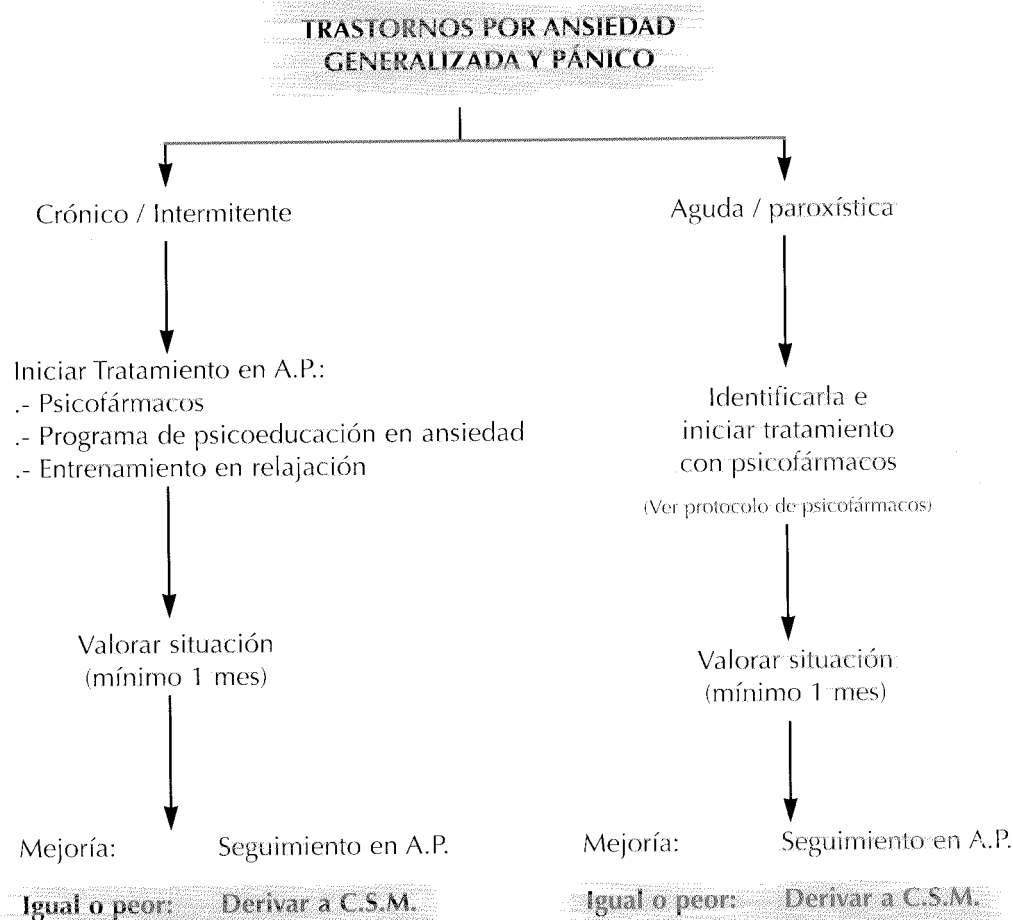 TRASTORNOS POR ANSIEDAD
GENERALIZADA Y PÁNICO
Crónico / Intermitente
Iniciar Tratamiento en A.P.:
.- Psicofármacos
.- Programa de psicoeducación en ansiedad
.- Entrenamiento en relajación
Valorar situación
(mínimo 1 mes)
Mejoría: Seguimiento en A.P.
Igual o peor: Derivar a C.S.M.
Aguda / paroxística
Identificarla e
iniciar tratamiento
con psicofármacos
(Ver protocolo de psicofármacos)
Valorar situación
(mínimo 1 mes)
Mejoría: Seguimiento en A.P.
Igual o peor: Derivar a C.S.M.